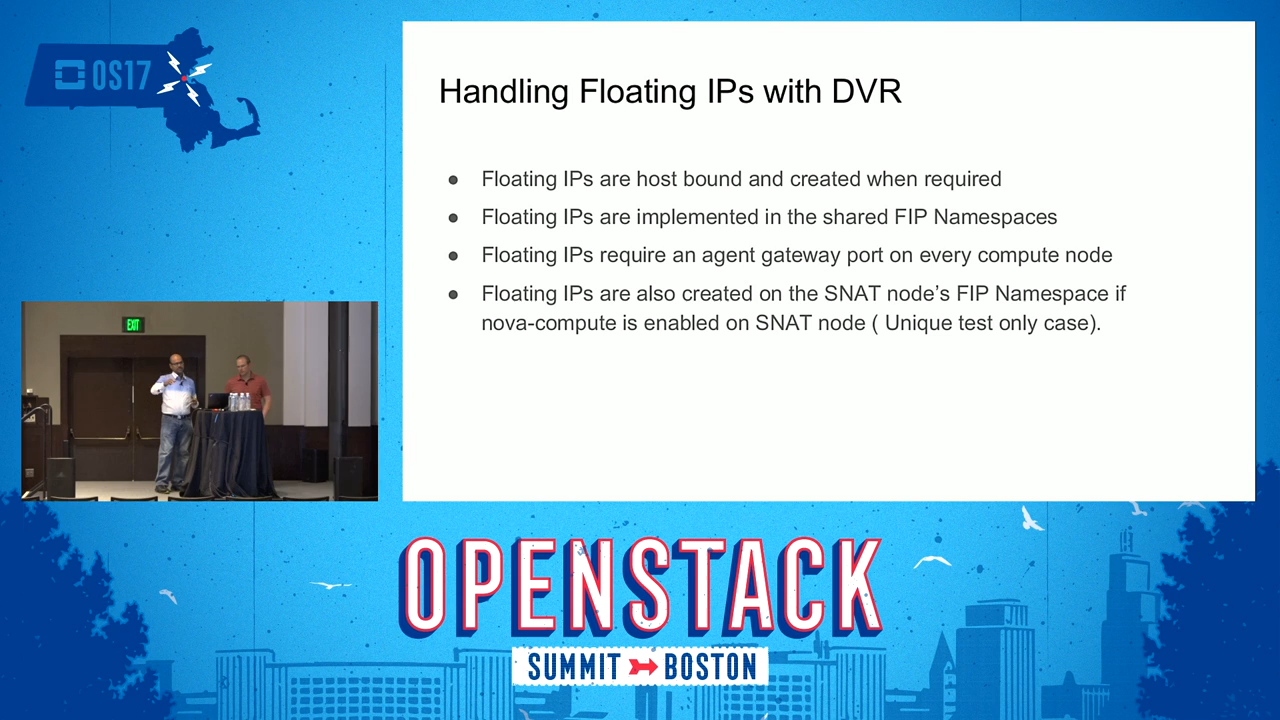 OS17
Handling Floating IPs with DVR
● Floating IPs are host bound and created when required
● Floating IPs are implemented in the shared FIP Namespaces
● Floating IPs require an agent gateway port on every compute node
● Floating IPs are also created on the SNAT node's FIP Namespace if
nova-compute is enabled on SNAT node ( Unique test only case).
EXIT
OPENSTACK
SUMMIT BOSTON